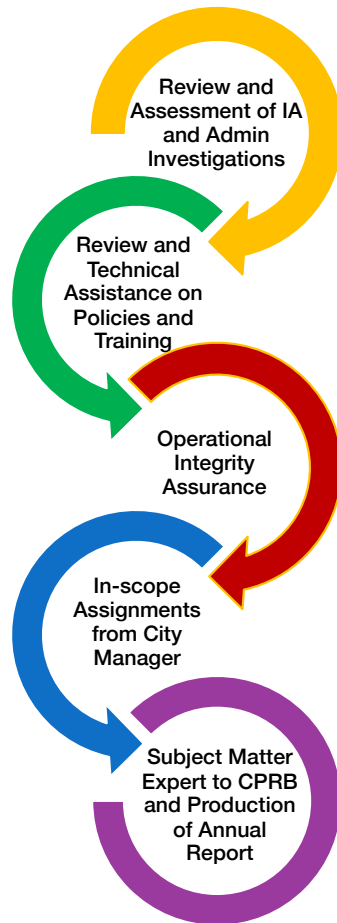 Review and
Assessment of IA
and Admin
Investigations
Review and
Technical
Assistance on
Policies and
Training
Operational
Integrity
Assurance
In-scope
Assignments
from City
Manager
Subject Matter
Expert to CPRB
and Production
of Annual
Report